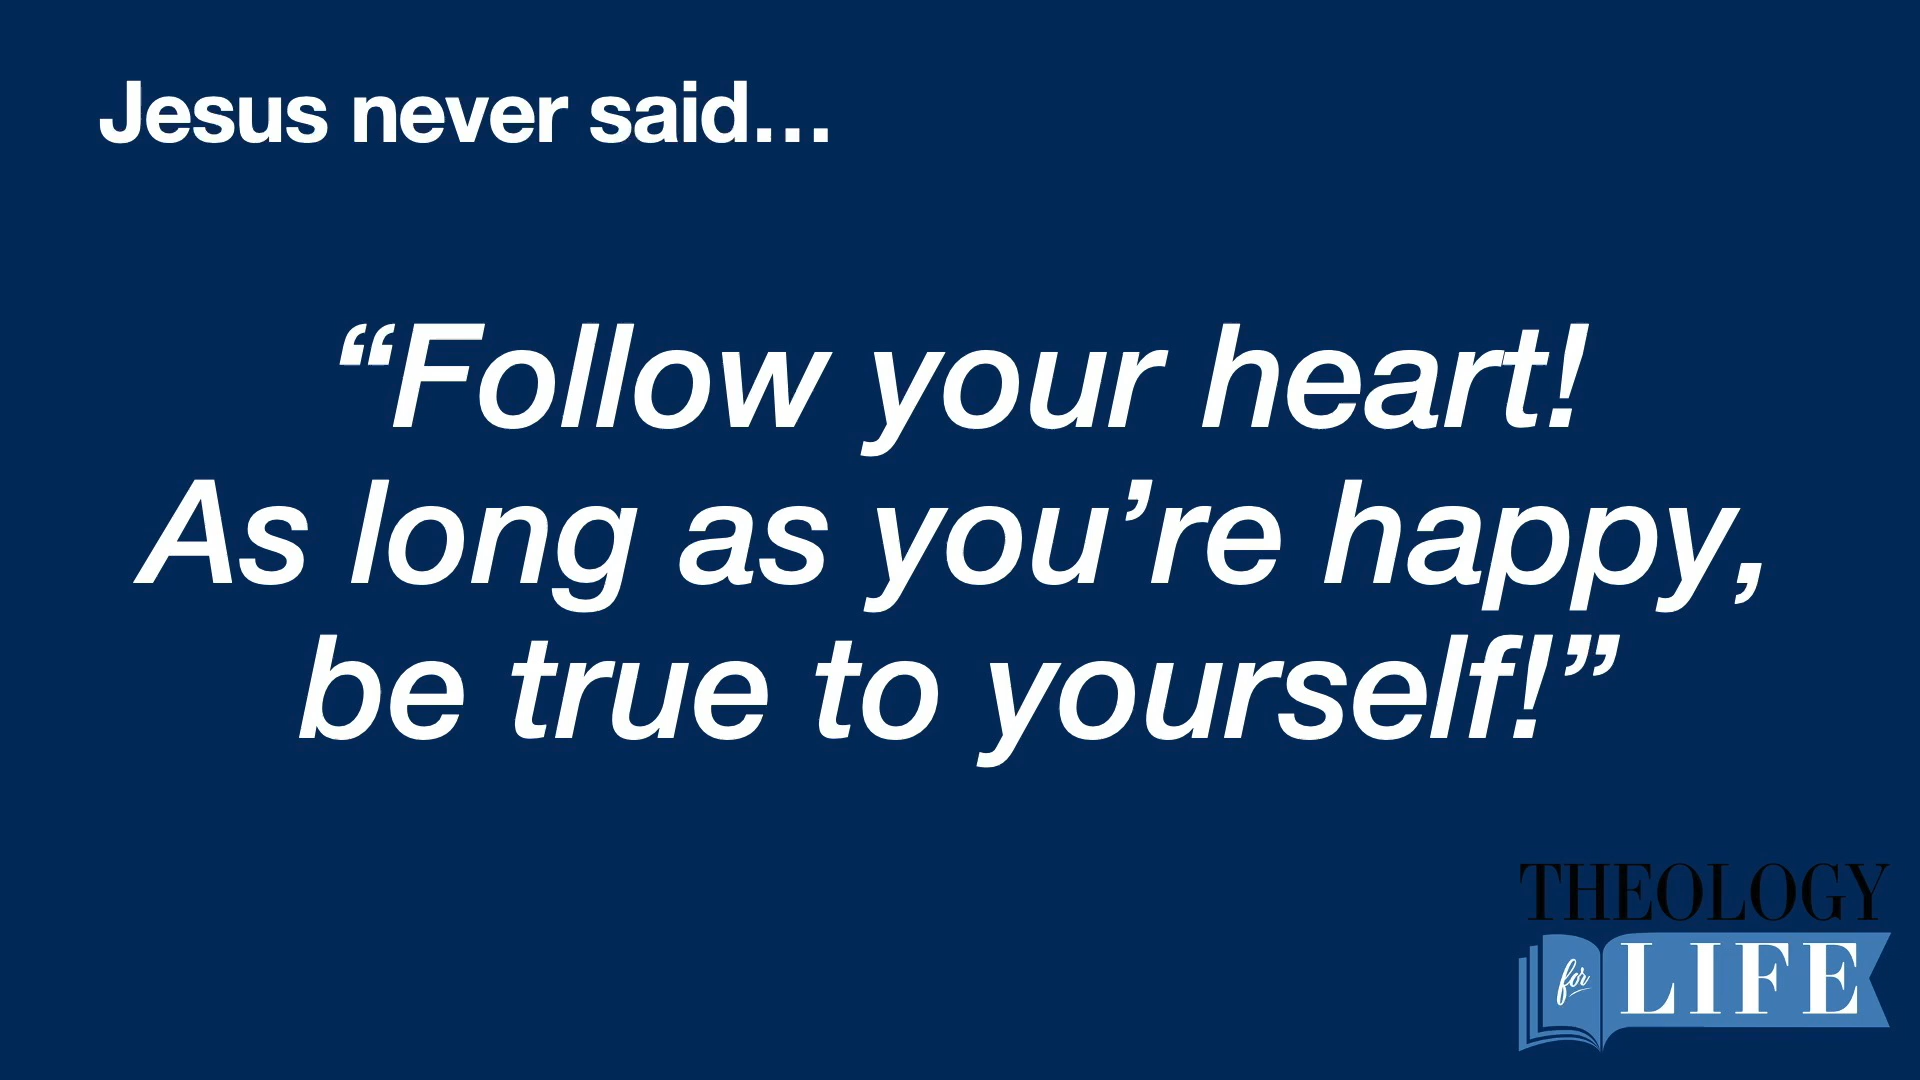 Jesus never said…
“Follow your heart!
As long as you’re happy,
be true to yourself!”
THEOLOGY
for LIFE